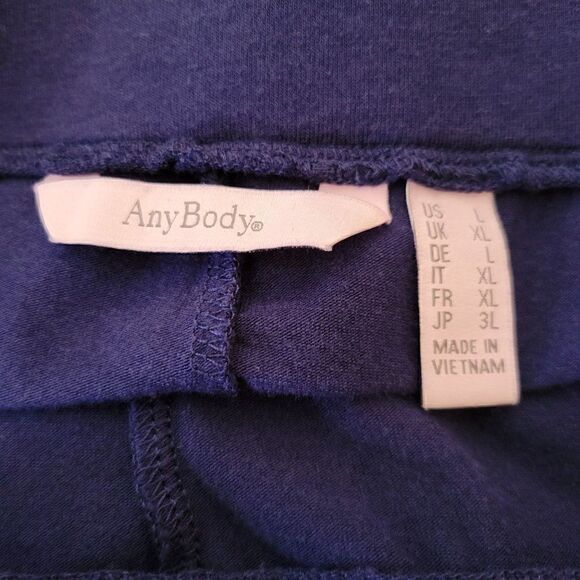 AnyBody®
US L
UK XL
DE L
IT XL
FR XL
JP 3L
MADE IN
VIETNAM